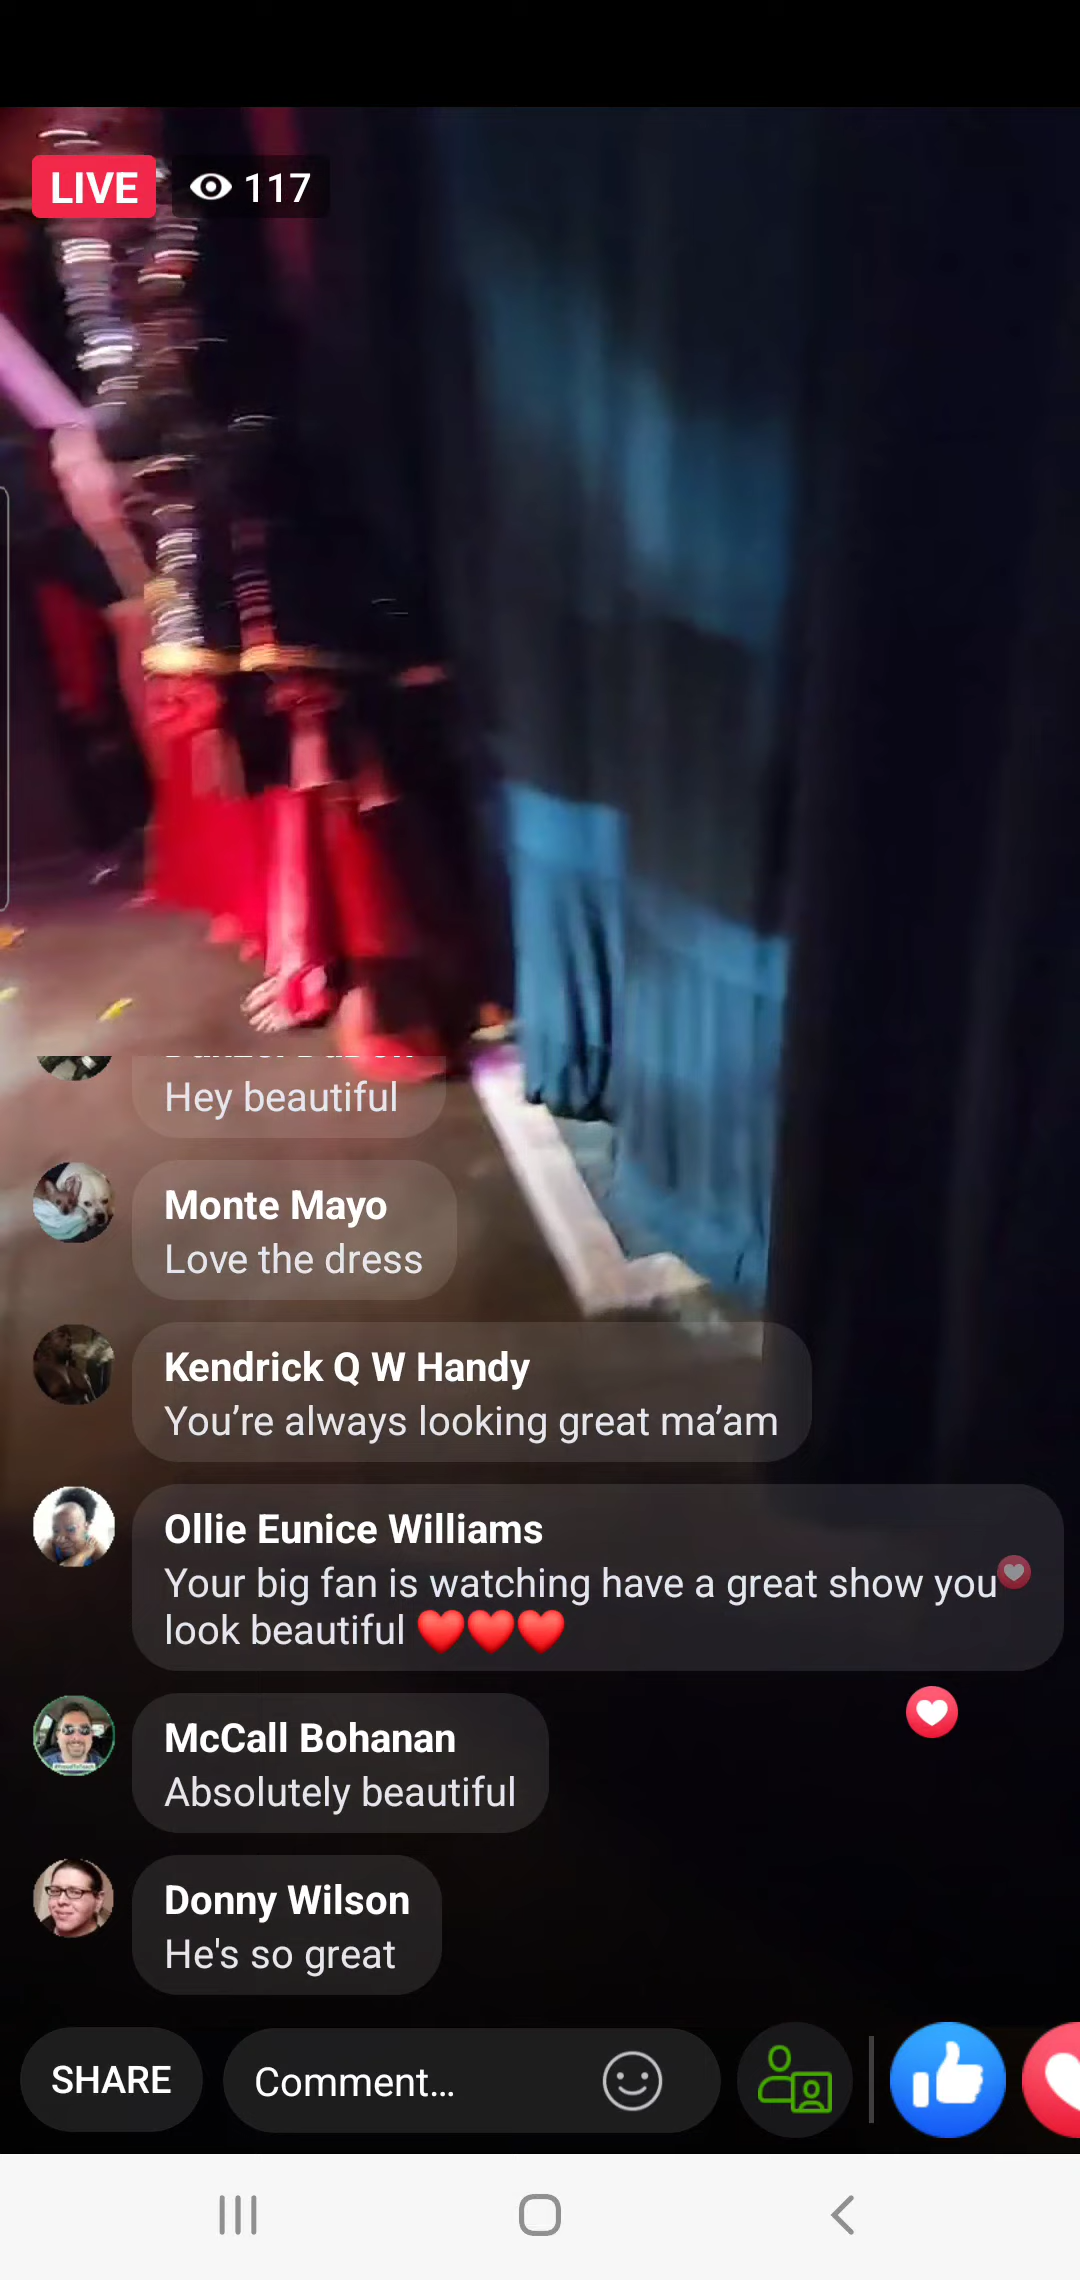 LIVE
117
Hey beautiful
Monte Mayo
Love the dress
Kendrick Q W Handy
You’re always looking great ma’am
Ollie Eunice Williams
Your big fan is watching have a great show you
look beautiful ❤️❤️❤️
McCall Bohanan
Absolutely beautiful
Donny Wilson
He's so great
SHARE
Comment...